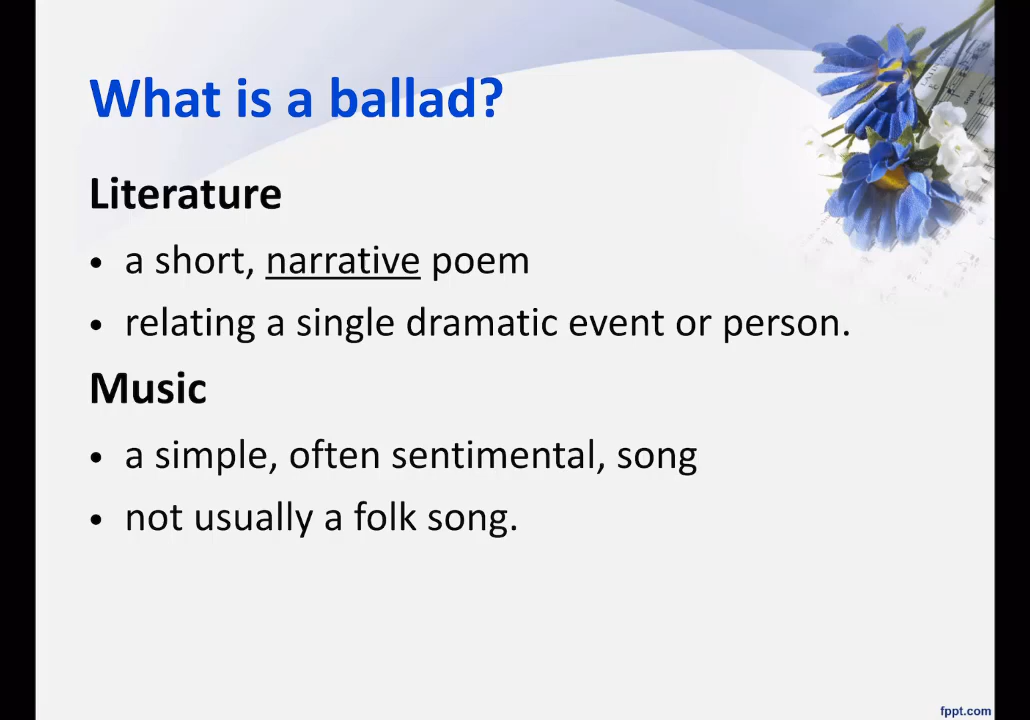 What is a ballad?
Literature
• a short, narrative poem
• relating a single dramatic event or person.
Music
• a simple, often sentimental, song
• not usually a folk song.
fppt.com